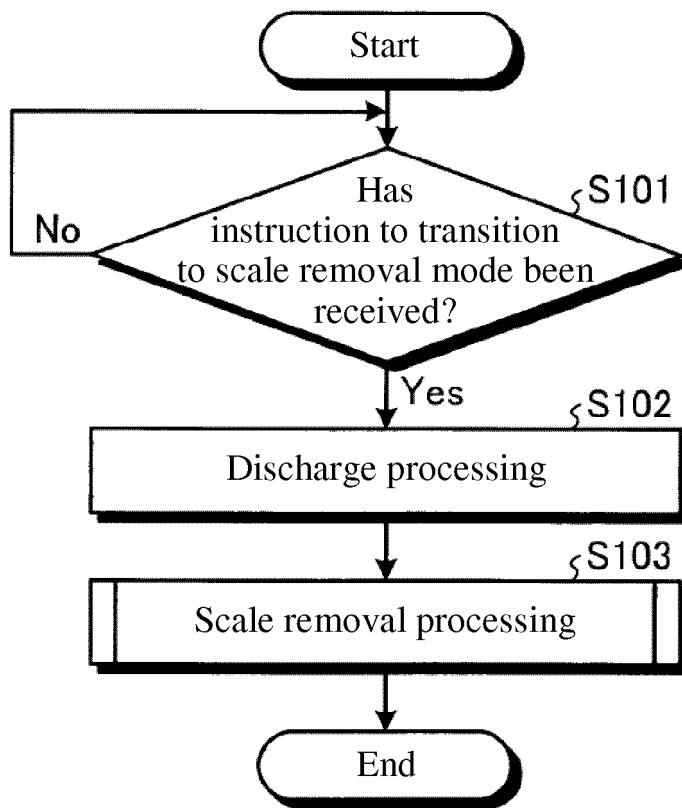 Start
S101
Has
instruction to transition
to scale removal mode been
received?
No
Yes
S102
Discharge processing
S103
Scale removal processing
End